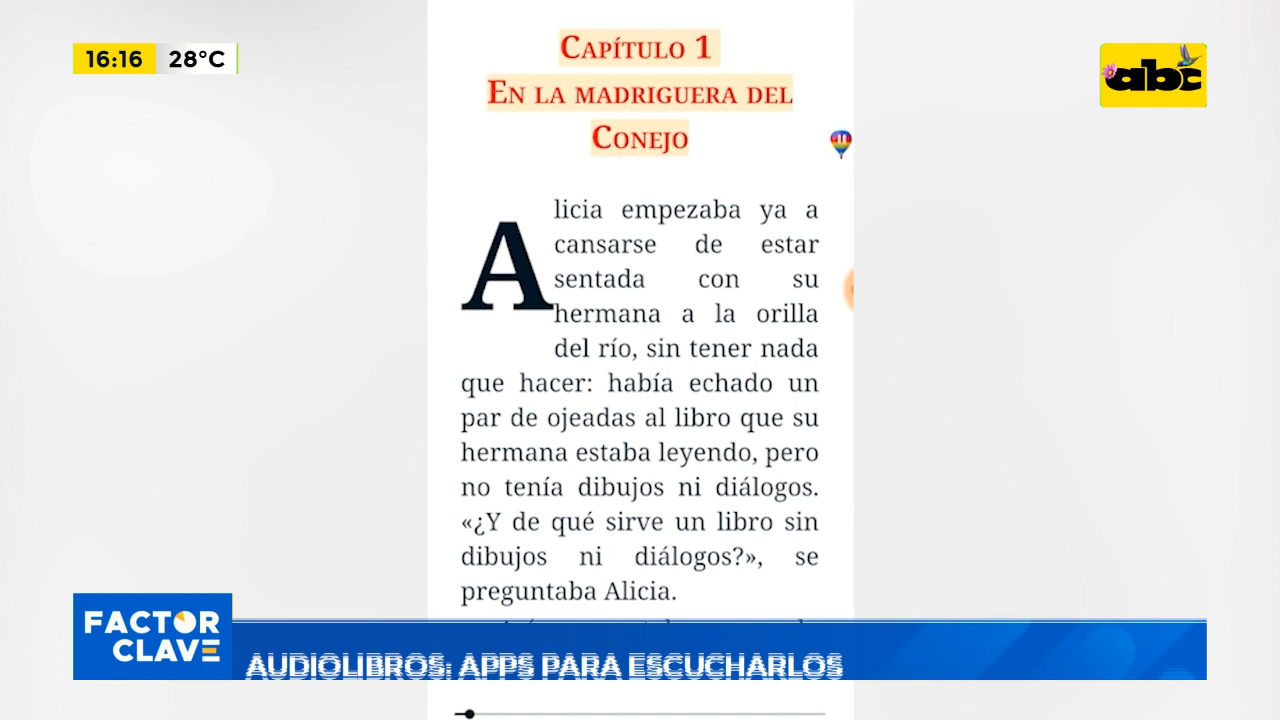 16:16 28°C
abc
CAPÍTULO 1
EN LA MADRIGUERA DEL
CONEJO
Alicia empezaba ya a
cansarse de estar
sentada con su
hermana a la orilla
del río, sin tener nada
que hacer: había echado un
par de ojeadas al libro que su
hermana estaba leyendo, pero
no tenía dibujos ni diálogos.
«¿Y de qué sirve un libro sin
dibujos ni diálogos?», se
preguntaba Alicia.
FACTOR
CLAVE
AUDIOLIBROS: APPS PARA ESCUCHARLOS